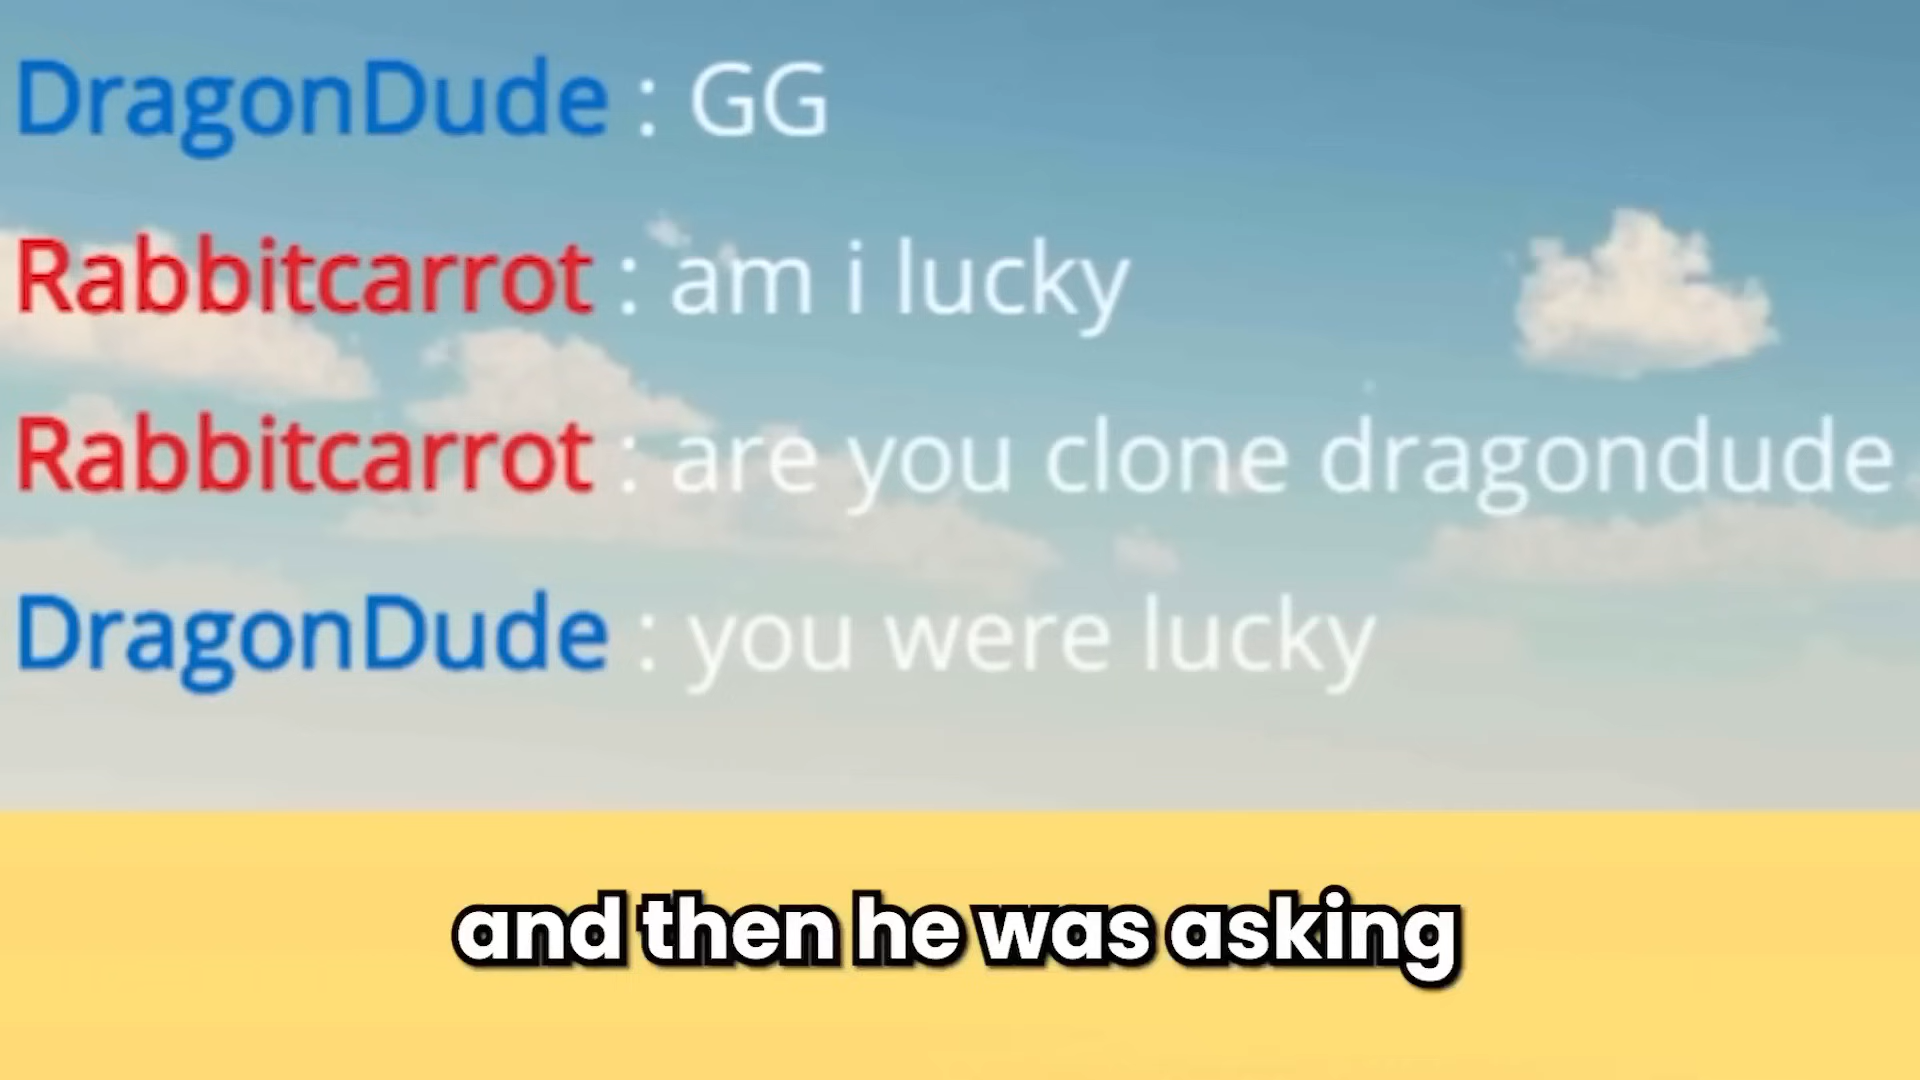 DragonDude : GG
Rabbitcarrot : am i lucky
Rabbitcarrot : are you clone dragondude
DragonDude : you were lucky
and then he was asking